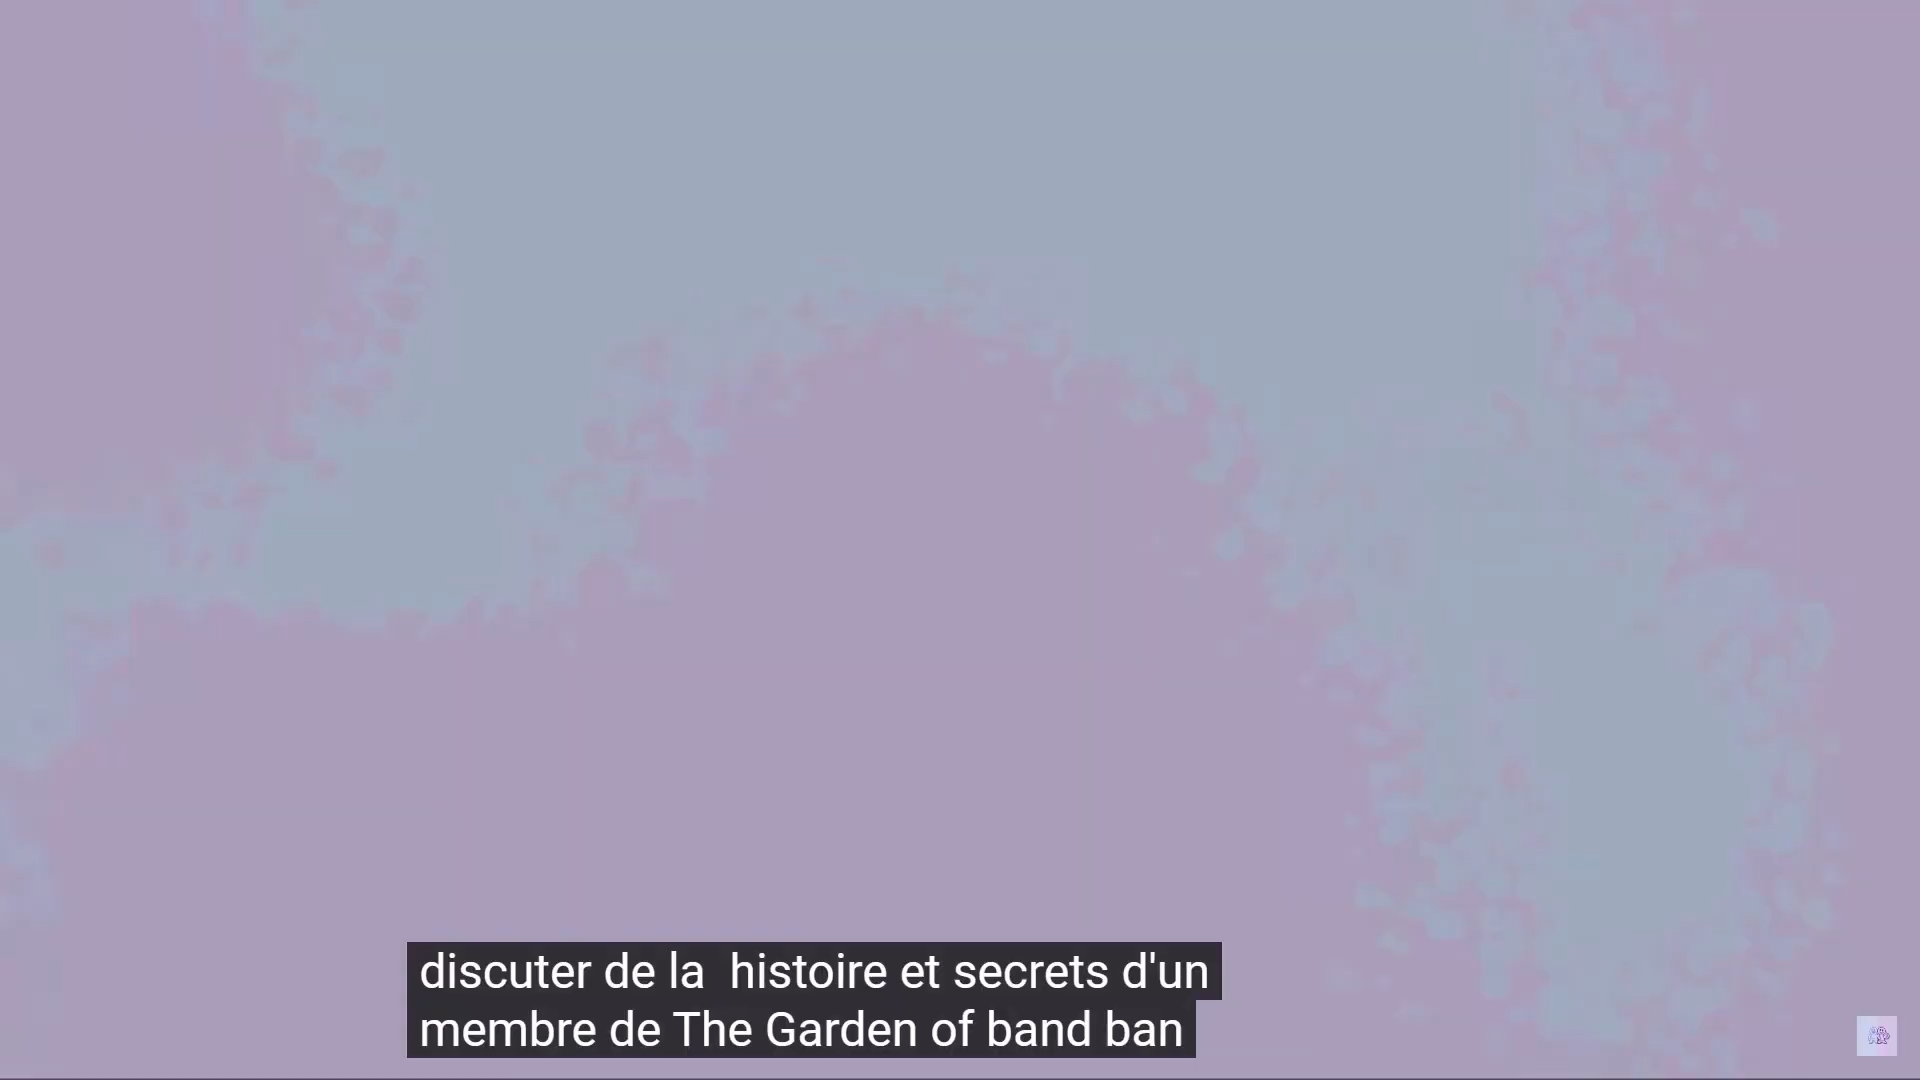 discuter de la  histoire et secrets d'un
membre de The Garden of band ban